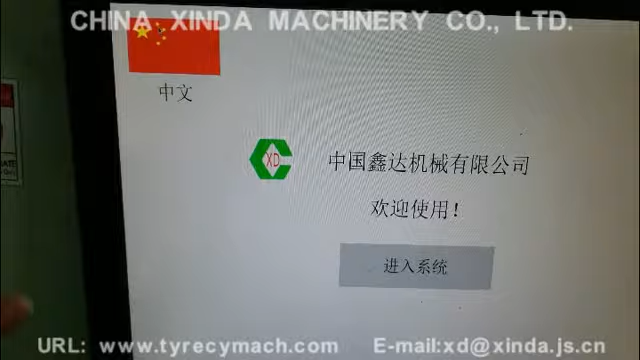 CHINA XINDA MACHINERY CO., LTD.
中文
XD
中国鑫达机械有限公司
欢迎使用!
进入系统
URL: www.tyrecymach.com E-mail:xd@xinda.js.cn